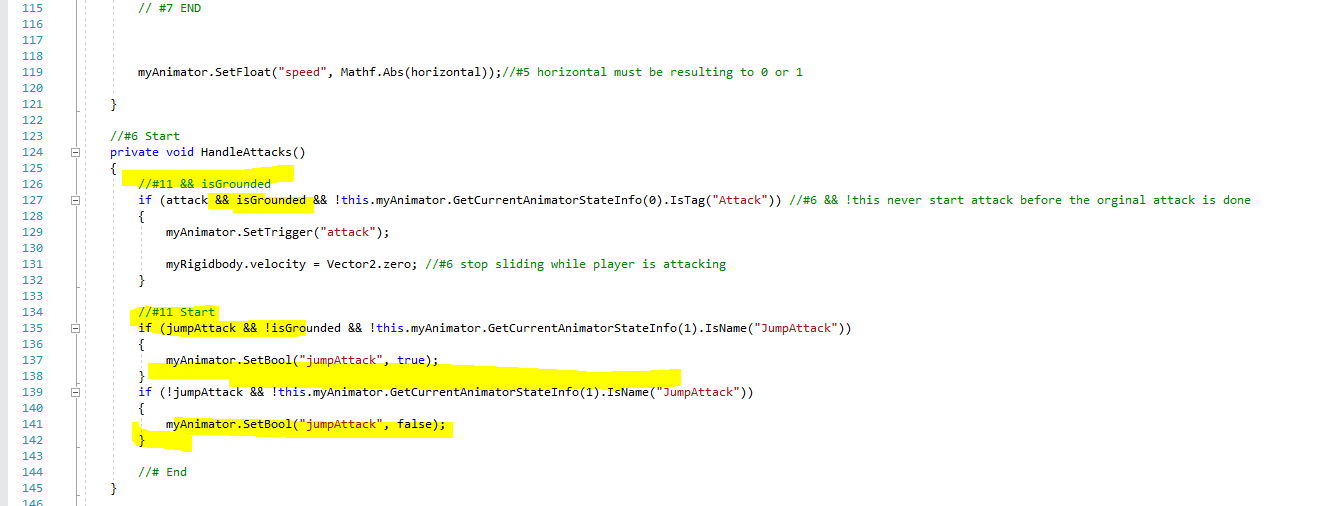 115 // #7 END
116
117
118
119 myAnimator.SetFloat("speed", Mathf.Abs(horizontal));//#5 horizontal must be resulting to 0 or 1
120
121 }
122
123 //#6 Start
124 private void HandleAttacks()
125 {
126 //#11 && isGrounded
127 if (attack && isGrounded && !this.myAnimator.GetCurrentAnimatorStateInfo(0).IsTag("Attack")) //#6 && !this never start attack before the orginal attack is done
128 {
129 myAnimator.SetTrigger("attack");
130
131 myRigidbody.velocity = Vector2.zero; //#6 stop sliding while player is attacking
132 }
133
134 //#11 Start
135 if (jumpAttack && !isGrounded && !this.myAnimator.GetCurrentAnimatorStateInfo(1).IsName("JumpAttack"))
136 {
137 myAnimator.SetBool("jumpAttack", true);
138 }
139 if (!jumpAttack && !this.myAnimator.GetCurrentAnimatorStateInfo(1).IsName("JumpAttack"))
140 {
141 myAnimator.SetBool("jumpAttack", false);
142 }
143
144 //# End
145 }
146